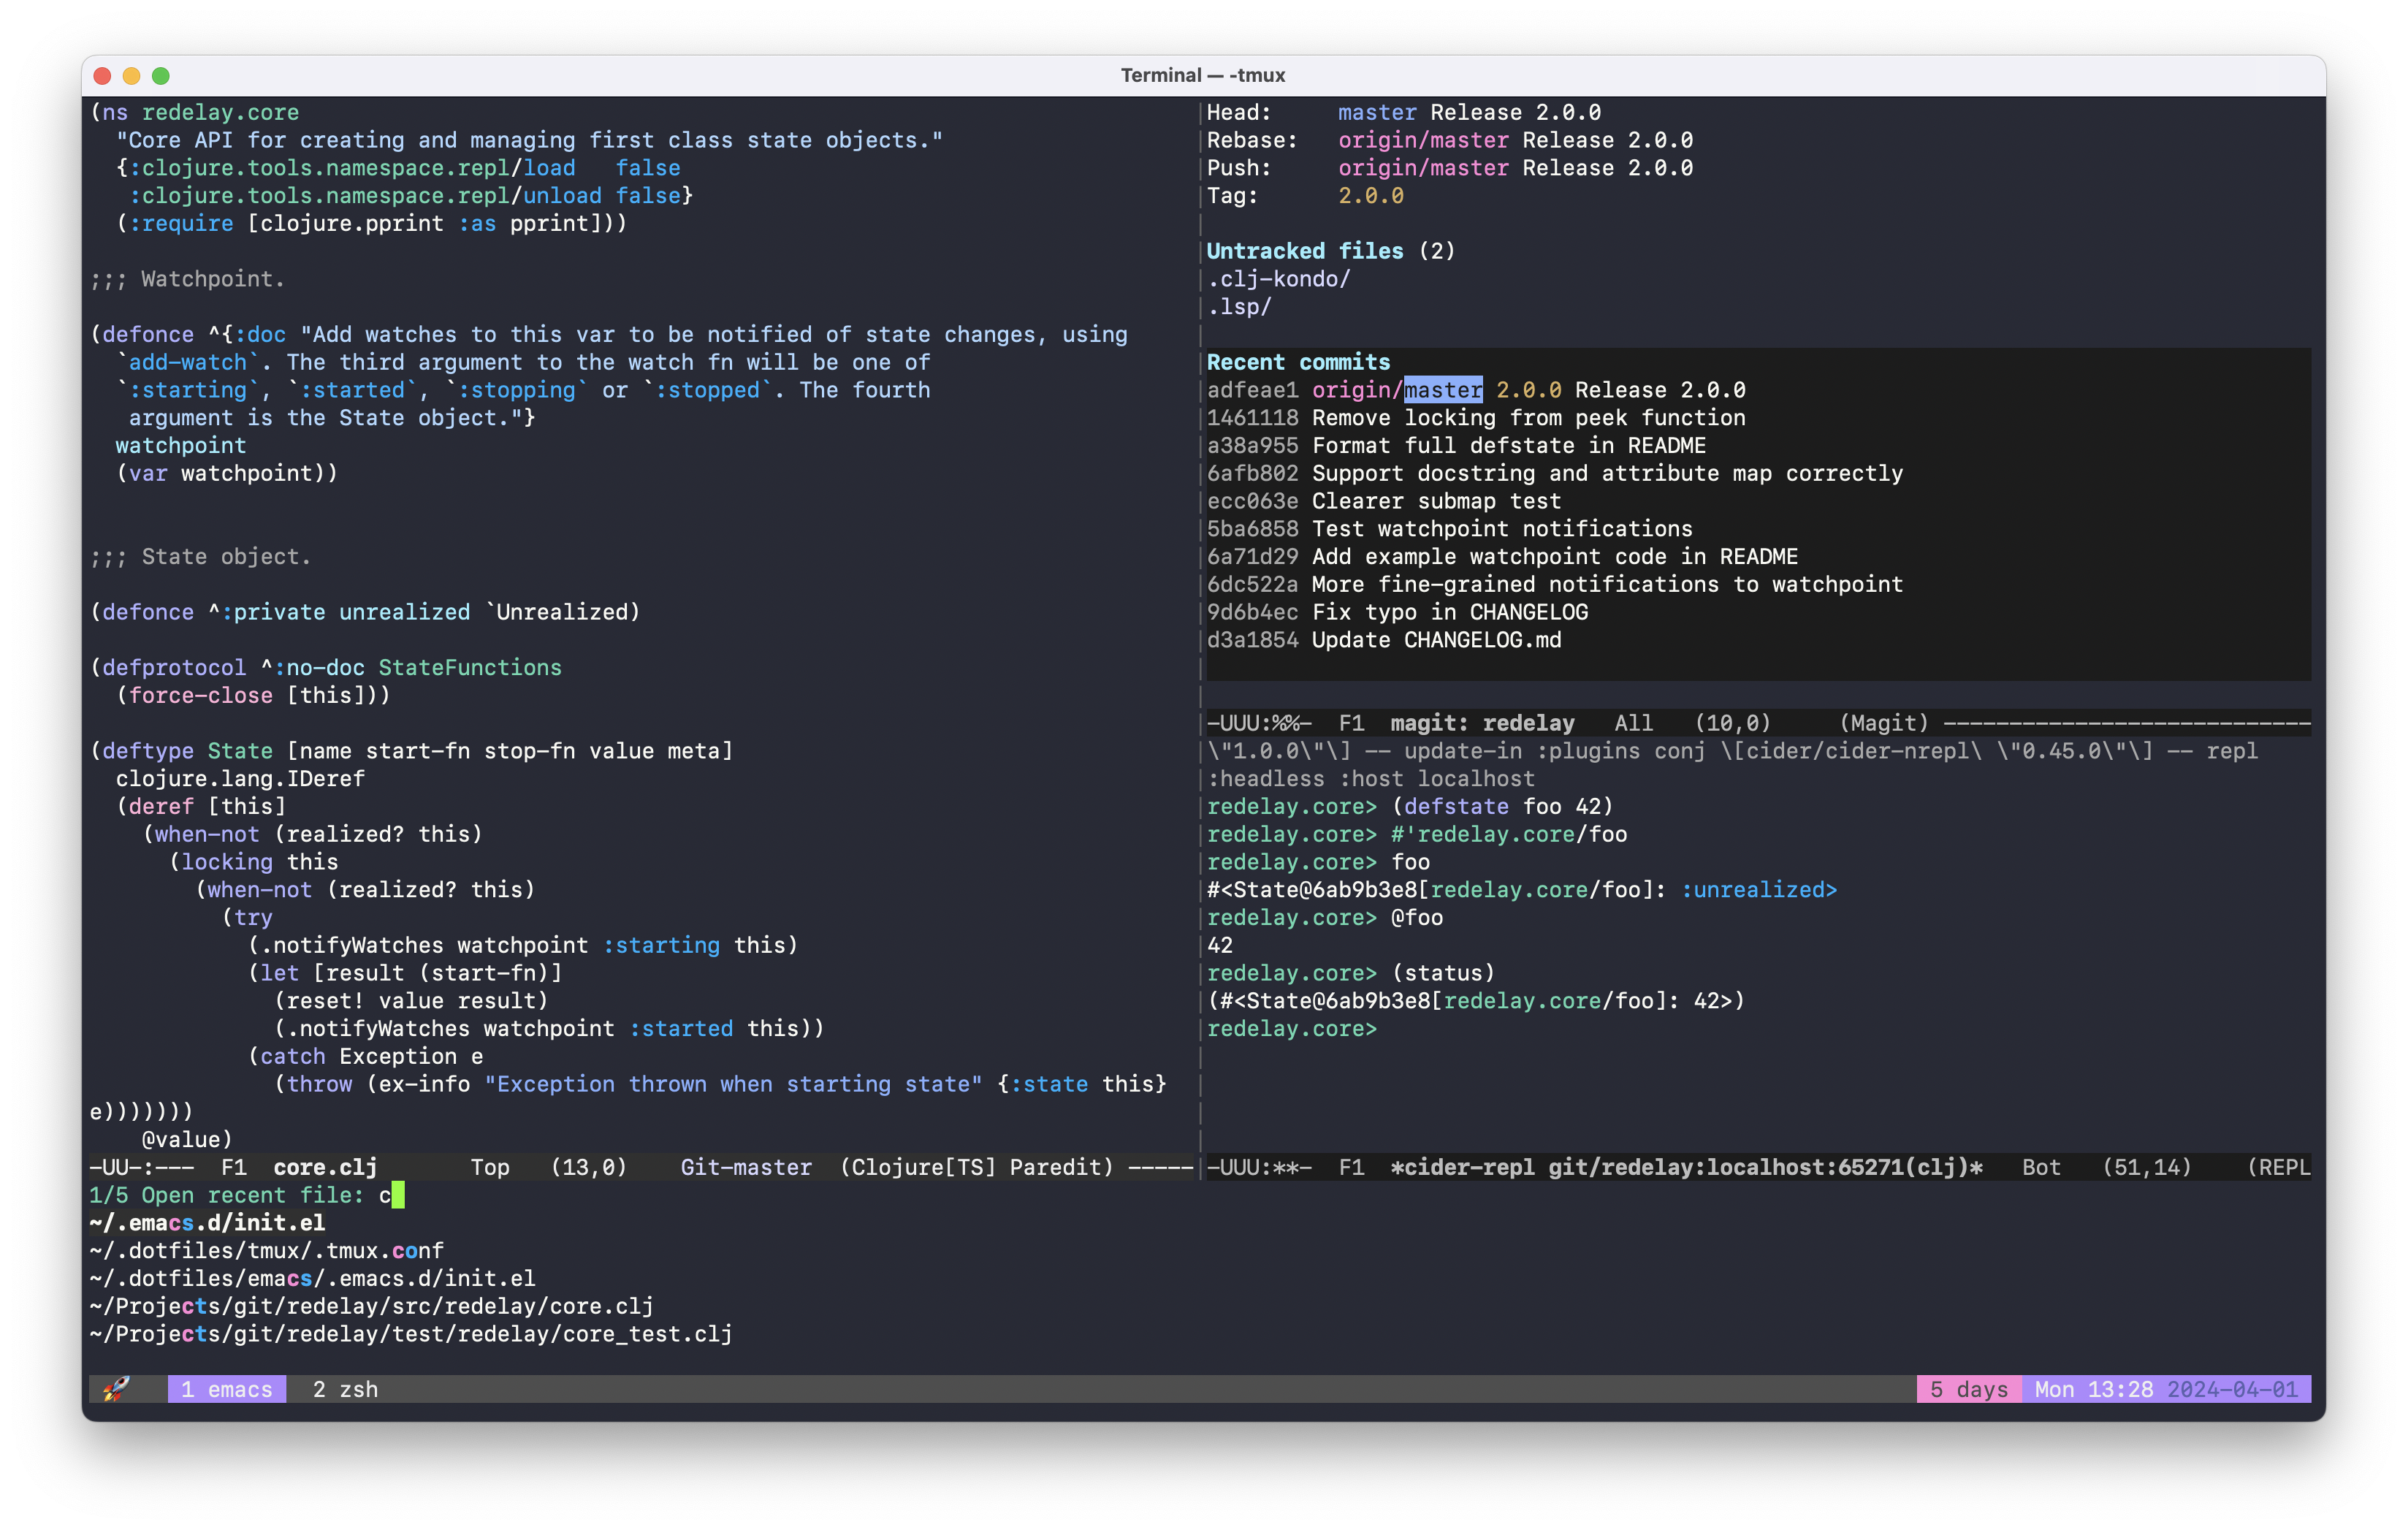 Terminal — -tmux
(ns redelay.core
  "Core API for creating and managing first class state objects."
  {:clojure.tools.namespace.repl/load   false
   :clojure.tools.namespace.repl/unload false}
  (:require [clojure.pprint :as pprint]))
;;; Watchpoint.
(defonce ^{:doc "Add watches to this var to be notified of state changes, using
  `add-watch`. The third argument to the watch fn will be one of
  `:starting`, `:started`, `:stopping` or `:stopped`. The fourth
   argument is the State object."}
  watchpoint
  (var watchpoint))
;;; State object.
(defonce ^:private unrealized `Unrealized)
(defprotocol ^:no-doc StateFunctions
  (force-close [this]))
(deftype State [name start-fn stop-fn value meta]
  clojure.lang.IDeref
  (deref [this]
    (when-not (realized? this)
      (locking this
        (when-not (realized? this)
          (try
            (.notifyWatches watchpoint :starting this)
            (let [result (start-fn)]
              (reset! value result)
              (.notifyWatches watchpoint :started this))
            (catch Exception e
              (throw (ex-info "Exception thrown when starting state" {:state this}
e)))))))
    @value)
-UU-:---  F1  core.clj       Top   (13,0)    Git-master  (Clojure[TS] Paredit) -----
Head:     master Release 2.0.0
Rebase:   origin/master Release 2.0.0
Push:     origin/master Release 2.0.0
Tag:      2.0.0
Untracked files (2)
.clj-kondo/
.lsp/
Recent commits
adfeae1 origin/master 2.0.0 Release 2.0.0
1461118 Remove locking from peek function
a38a955 Format full defstate in README
6afb802 Support docstring and attribute map correctly
ecc063e Clearer submap test
5ba6858 Test watchpoint notifications
6a71d29 Add example watchpoint code in README
6dc522a More fine-grained notifications to watchpoint
9d6b4ec Fix typo in CHANGELOG
d3a1854 Update CHANGELOG.md
-UUU:%%-  F1  magit: redelay   All   (10,0)     (Magit) ----------------------------
\"1.0.0\"\] -- update-in :plugins conj \[cider/cider-nrepl\ \"0.45.0\"\] -- repl
:headless :host localhost
redelay.core> (defstate foo 42)
redelay.core> #'redelay.core/foo
redelay.core> foo
#<State@6ab9b3e8[redelay.core/foo]: :unrealized>
redelay.core> @foo
42
redelay.core> (status)
(#<State@6ab9b3e8[redelay.core/foo]: 42>)
redelay.core>
-UUU:**-  F1  *cider-repl git/redelay:localhost:65271(clj)*   Bot   (51,14)    (REPL
1/5 Open recent file: c
~/.emacs.d/init.el
~/.dotfiles/tmux/.tmux.conf
~/.dotfiles/emacs/.emacs.d/init.el
~/Projects/git/redelay/src/redelay/core.clj
~/Projects/git/redelay/test/redelay/core_test.clj
🚀 1 emacs  2 zsh  5 days  Mon 13:28 2024-04-01